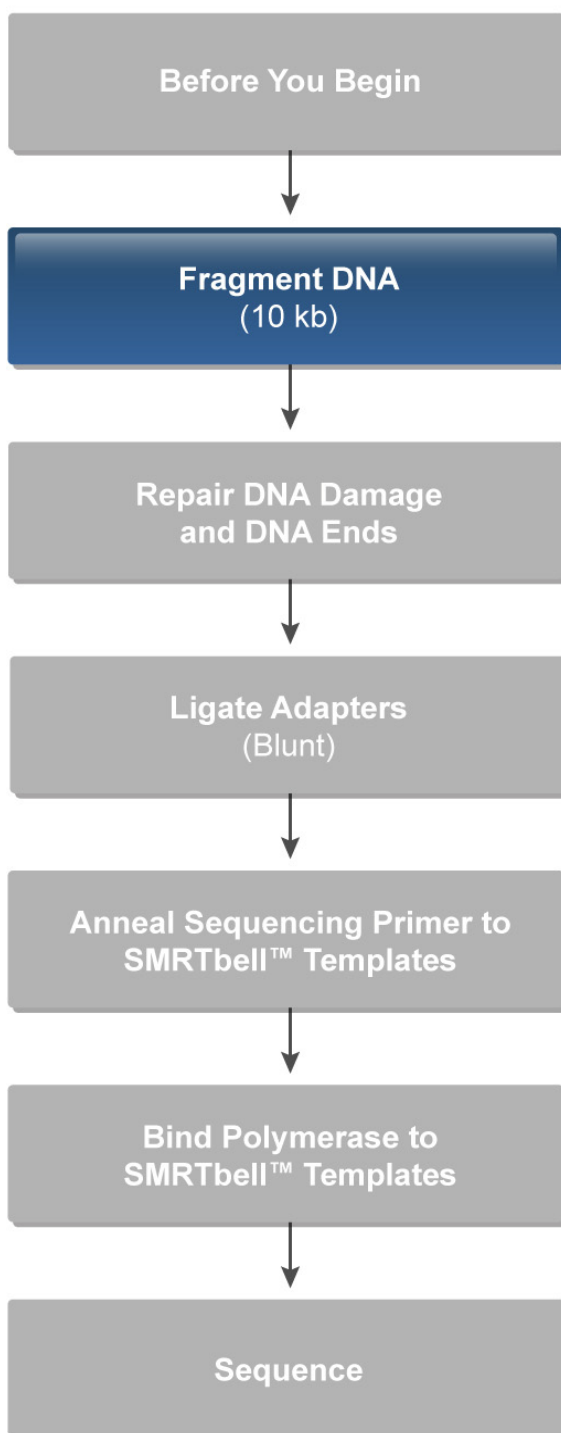 Before You Begin
Fragment DNA
(10 kb)
Repair DNA Damage
and DNA Ends
Ligate Adapters
(Blunt)
Anneal Sequencing Primer to
SMRTbell™ Templates
Bind Polymerase to
SMRTbell™ Templates
Sequence